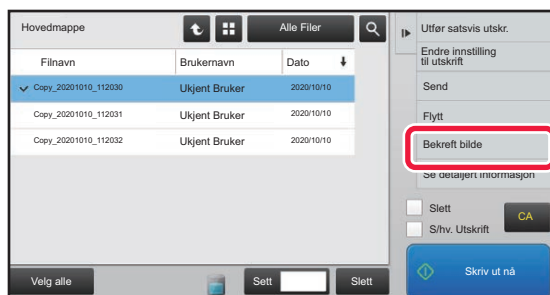 Hovedmappe
Alle Filer
Filnavn Brukernavn Dato
Copy_20201010_112030 Ukjent Bruker 2020/10/10
Copy_20201010_112031 Ukjent Bruker 2020/10/10
Copy_20201010_112032 Ukjent Bruker 2020/10/10
Velg alle
Sett
Slett
Utfør satsvis utskr.
Endre innstilling
til utskrift
Send
Flytt
Bekreft bilde
Se detaljert informasjon
Slett
S/hv. Utskrift
CA
Skriv ut nå